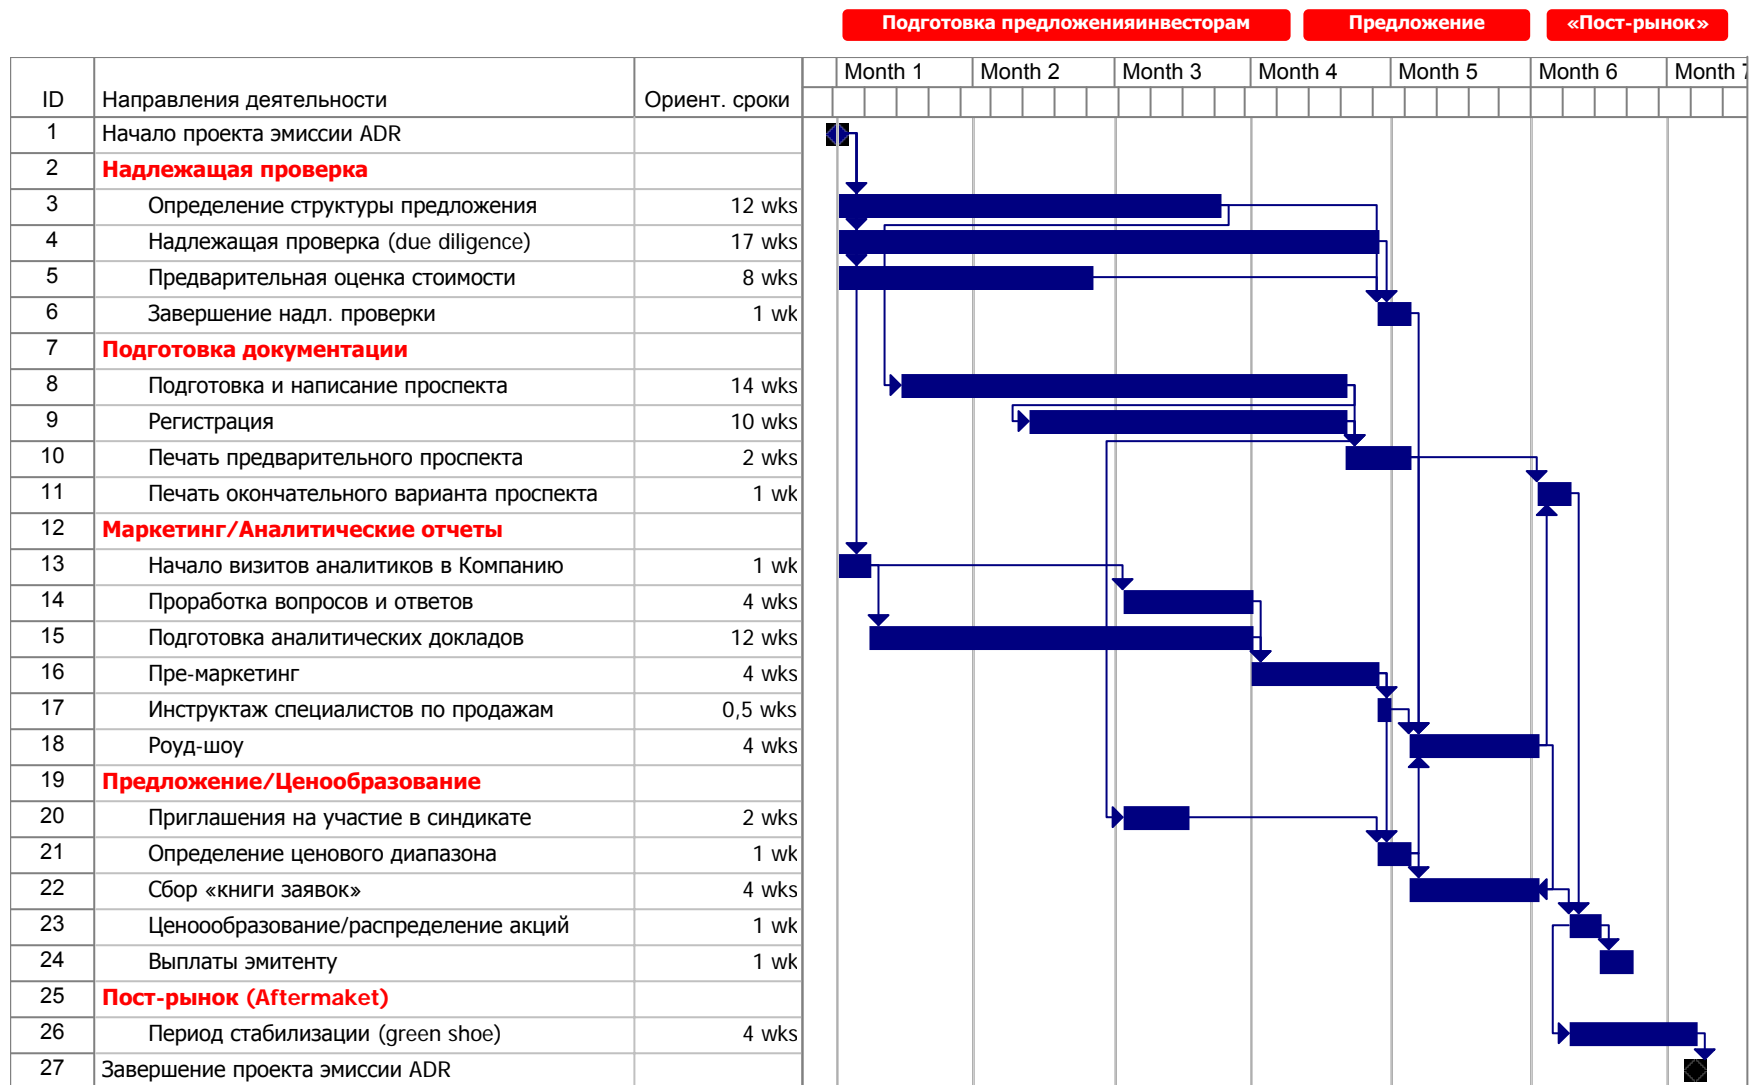 Подготовка предложенияинвесторам Предложение «Пост-рынок»
Month 1 Month 2 Month 3 Month 4 Month 5 Month 6 Month 7
ID Направления деятельности Ориент. сроки
1 Начало проекта эмиссии ADR
2 Надлежащая проверка
3 Определение структуры предложения 12 wks
4 Надлежащая проверка (due diligence) 17 wks
5 Предварительная оценка стоимости 8 wks
6 Завершение надл. проверки 1 wk
7 Подготовка документации
8 Подготовка и написание проспекта 14 wks
9 Регистрация 10 wks
10 Печать предварительного проспекта 2 wks
11 Печать окончательного варианта проспекта 1 wk
12 Маркетинг/Аналитические отчеты
13 Начало визитов аналитиков в Компанию 1 wk
14 Проработка вопросов и ответов 4 wks
15 Подготовка аналитических докладов 12 wks
16 Пре-маркетинг 4 wks
17 Инструктаж специалистов по продажам 0,5 wks
18 Роуд-шоу 4 wks
19 Предложение/Ценообразование
20 Приглашения на участие в синдикате 2 wks
21 Определение ценового диапазона 1 wk
22 Сбор «книги заявок» 4 wks
23 Ценоообразование/распределение акций 1 wk
24 Выплаты эмитенту 1 wk
25 Пост-рынок (Aftermaket)
26 Период стабилизации (green shoe) 4 wks
27 Завершение проекта эмиссии ADR